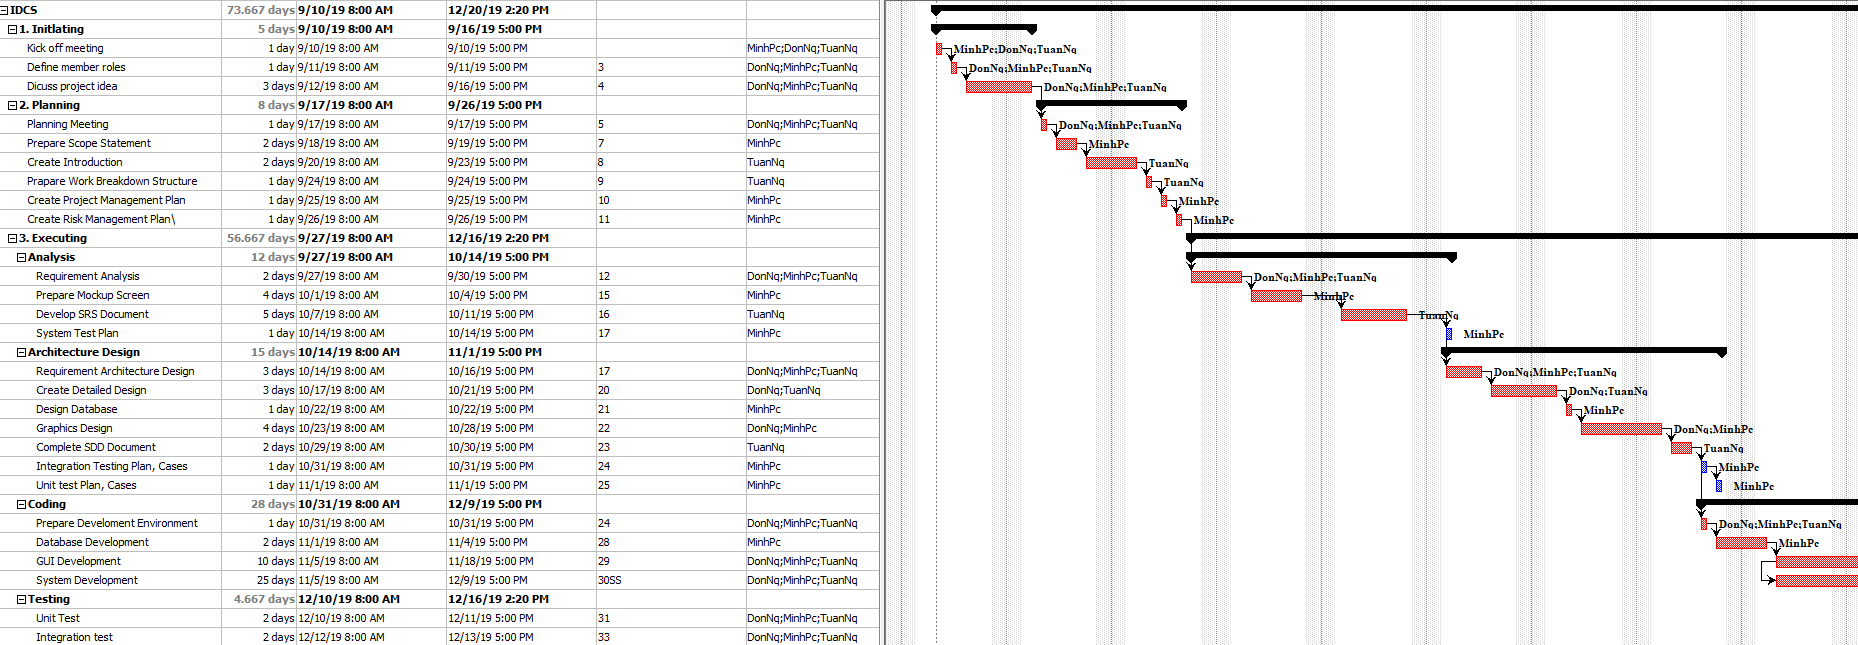 IDCS 73.667 days 9/10/19 8:00 AM 12/20/19 2:20 PM
1. Initlating 5 days 9/10/19 8:00 AM 9/16/19 5:00 PM
Kick off meeting 1 day 9/10/19 8:00 AM 9/10/19 5:00 PM MinhPc;DonNq;TuanNq MinhPc;DonNq;TuanNq
Define member roles 1 day 9/11/19 8:00 AM 9/11/19 5:00 PM 3 DonNq;MinhPc;TuanNq DonNq;MinhPc;TuanNq
Dicuss project idea 3 days 9/12/19 8:00 AM 9/16/19 5:00 PM 4 DonNq;MinhPc;TuanNq DonNq;MinhPc;TuanNq
2. Planning 8 days 9/17/19 8:00 AM 9/26/19 5:00 PM
Planning Meeting 1 day 9/17/19 8:00 AM 9/17/19 5:00 PM 5 DonNq;MinhPc;TuanNq DonNq;MinhPc;TuanNq
Prepare Scope Statement 2 days 9/18/19 8:00 AM 9/19/19 5:00 PM 7 MinhPc MinhPc
Create Introduction 2 days 9/20/19 8:00 AM 9/23/19 5:00 PM 8 TuanNq TuanNq
Prapare Work Breakdown Structure 1 day 9/24/19 8:00 AM 9/24/19 5:00 PM 9 TuanNq TuanNq
Create Project Management Plan 1 day 9/25/19 8:00 AM 9/25/19 5:00 PM 10 MinhPc MinhPc
Create Risk Management Plan\ 1 day 9/26/19 8:00 AM 9/26/19 5:00 PM 11 MinhPc MinhPc
3. Executing 56.667 days 9/27/19 8:00 AM 12/16/19 2:20 PM
Analysis 12 days 9/27/19 8:00 AM 10/14/19 5:00 PM
Requirement Analysis 2 days 9/27/19 8:00 AM 9/30/19 5:00 PM 12 DonNq;MinhPc;TuanNq DonNq;MinhPc;TuanNq
Prepare Mockup Screen 4 days 10/1/19 8:00 AM 10/4/19 5:00 PM 15 MinhPc MinhPc
Develop SRS Document 5 days 10/7/19 8:00 AM 10/11/19 5:00 PM 16 TuanNq TuanNq
System Test Plan 1 day 10/14/19 8:00 AM 10/14/19 5:00 PM 17 MinhPc MinhPc
Architecture Design 15 days 10/14/19 8:00 AM 11/1/19 5:00 PM
Requirement Architecture Design 3 days 10/14/19 8:00 AM 10/16/19 5:00 PM 17 DonNq;MinhPc;TuanNq DonNq;MinhPc;TuanNq
Create Detailed Design 3 days 10/17/19 8:00 AM 10/21/19 5:00 PM 20 DonNq;TuanNq DonNq;TuanNq
Design Database 1 day 10/22/19 8:00 AM 10/22/19 5:00 PM 21 MinhPc MinhPc
Graphics Design 4 days 10/23/19 8:00 AM 10/28/19 5:00 PM 22 DonNq;MinhPc DonNq;MinhPc
Complete SDD Document 2 days 10/29/19 8:00 AM 10/30/19 5:00 PM 23 TuanNq TuanNq
Integration Testing Plan, Cases 1 day 10/31/19 8:00 AM 10/31/19 5:00 PM 24 MinhPc MinhPc
Unit test Plan, Cases 1 day 11/1/19 8:00 AM 11/1/19 5:00 PM 25 MinhPc MinhPc
Coding 28 days 10/31/19 8:00 AM 12/9/19 5:00 PM
Prepare Develoment Environment 1 day 10/31/19 8:00 AM 10/31/19 5:00 PM 24 DonNq;MinhPc;TuanNq DonNq;MinhPc;TuanNq
Database Development 2 days 11/1/19 8:00 AM 11/4/19 5:00 PM 28 MinhPc MinhPc
GUI Development 10 days 11/5/19 8:00 AM 11/18/19 5:00 PM 29 DonNq;MinhPc;TuanNq
System Development 25 days 11/5/19 8:00 AM 12/9/19 5:00 PM 30SS DonNq;MinhPc;TuanNq
Testing 4.667 days 12/10/19 8:00 AM 12/16/19 2:20 PM
Unit Test 2 days 12/10/19 8:00 AM 12/11/19 5:00 PM 31 DonNq;MinhPc;TuanNq
Integration test 2 days 12/12/19 8:00 AM 12/13/19 5:00 PM 33 DonNq;MinhPc;TuanNq